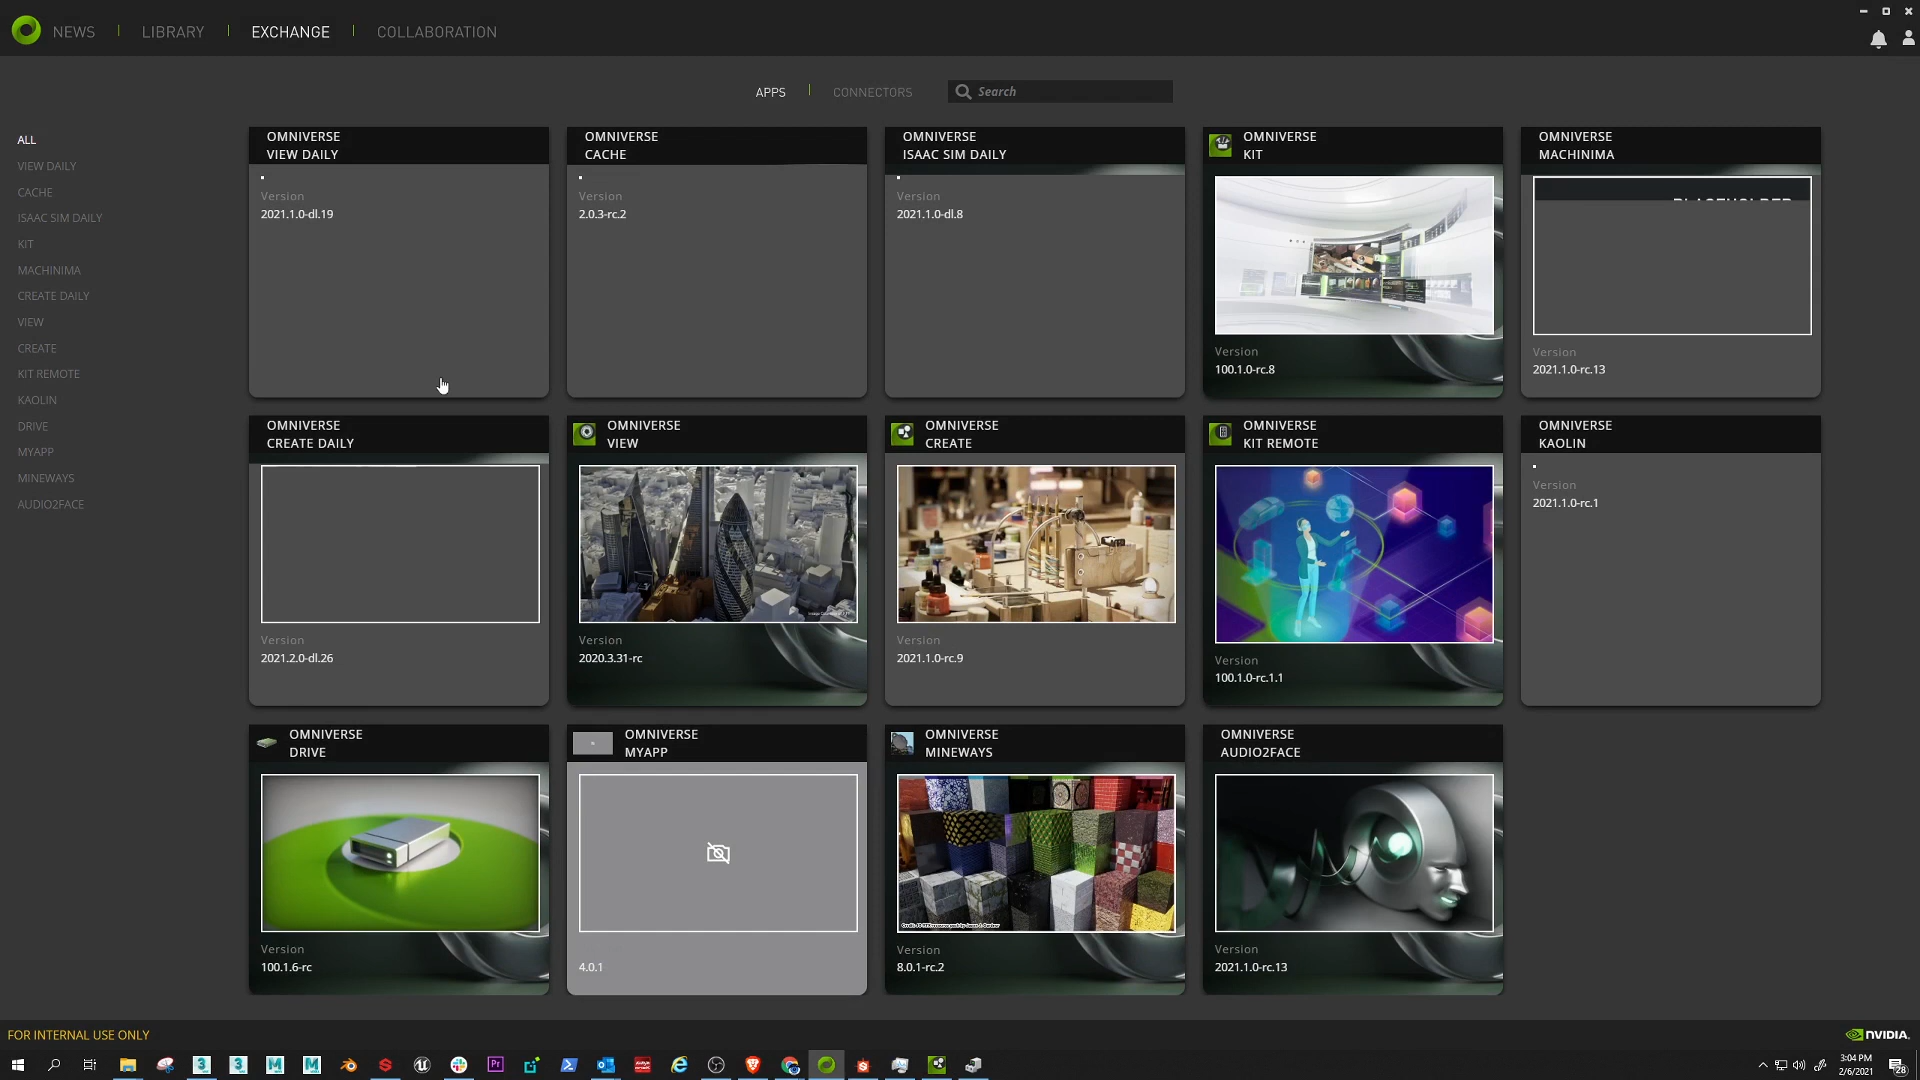 NEWS
LIBRARY
EXCHANGE
COLLABORATION
APPS
CONNECTORS
Search
ALL
VIEW DAILY
CACHE
ISAAC SIM DAILY
KIT
MACHINIMA
CREATE DAILY
VIEW
CREATE
KIT REMOTE
KAOLIN
DRIVE
MYAPP
MINEWAYS
AUDIO2FACE
OMNIVERSE
VIEW DAILY
Version
2021.1.0-dl.19
OMNIVERSE
CACHE
Version
2.0.3-rc.2
OMNIVERSE
ISAAC SIM DAILY
Version
2021.1.0-dl.8
OMNIVERSE
KIT
Version
100.1.0-rc.8
OMNIVERSE
MACHINIMA
PLACEHOLDER
Version
2021.1.0-rc.13
OMNIVERSE
CREATE DAILY
Version
2021.2.0-dl.26
OMNIVERSE
VIEW
Version
2020.3.31-rc
OMNIVERSE
CREATE
Version
2021.1.0-rc.9
OMNIVERSE
KIT REMOTE
Version
100.1.0-rc.1.1
OMNIVERSE
KAOLIN
Version
2021.1.0-rc.1
OMNIVERSE
DRIVE
Version
100.1.6-rc
OMNIVERSE
MYAPP
4.0.1
OMNIVERSE
MINEWAYS
Version
8.0.1-rc.2
OMNIVERSE
AUDIO2FACE
Version
2021.1.0-rc.13
FOR INTERNAL USE ONLY
NVIDIA.
3:04 PM
2/6/2021
28